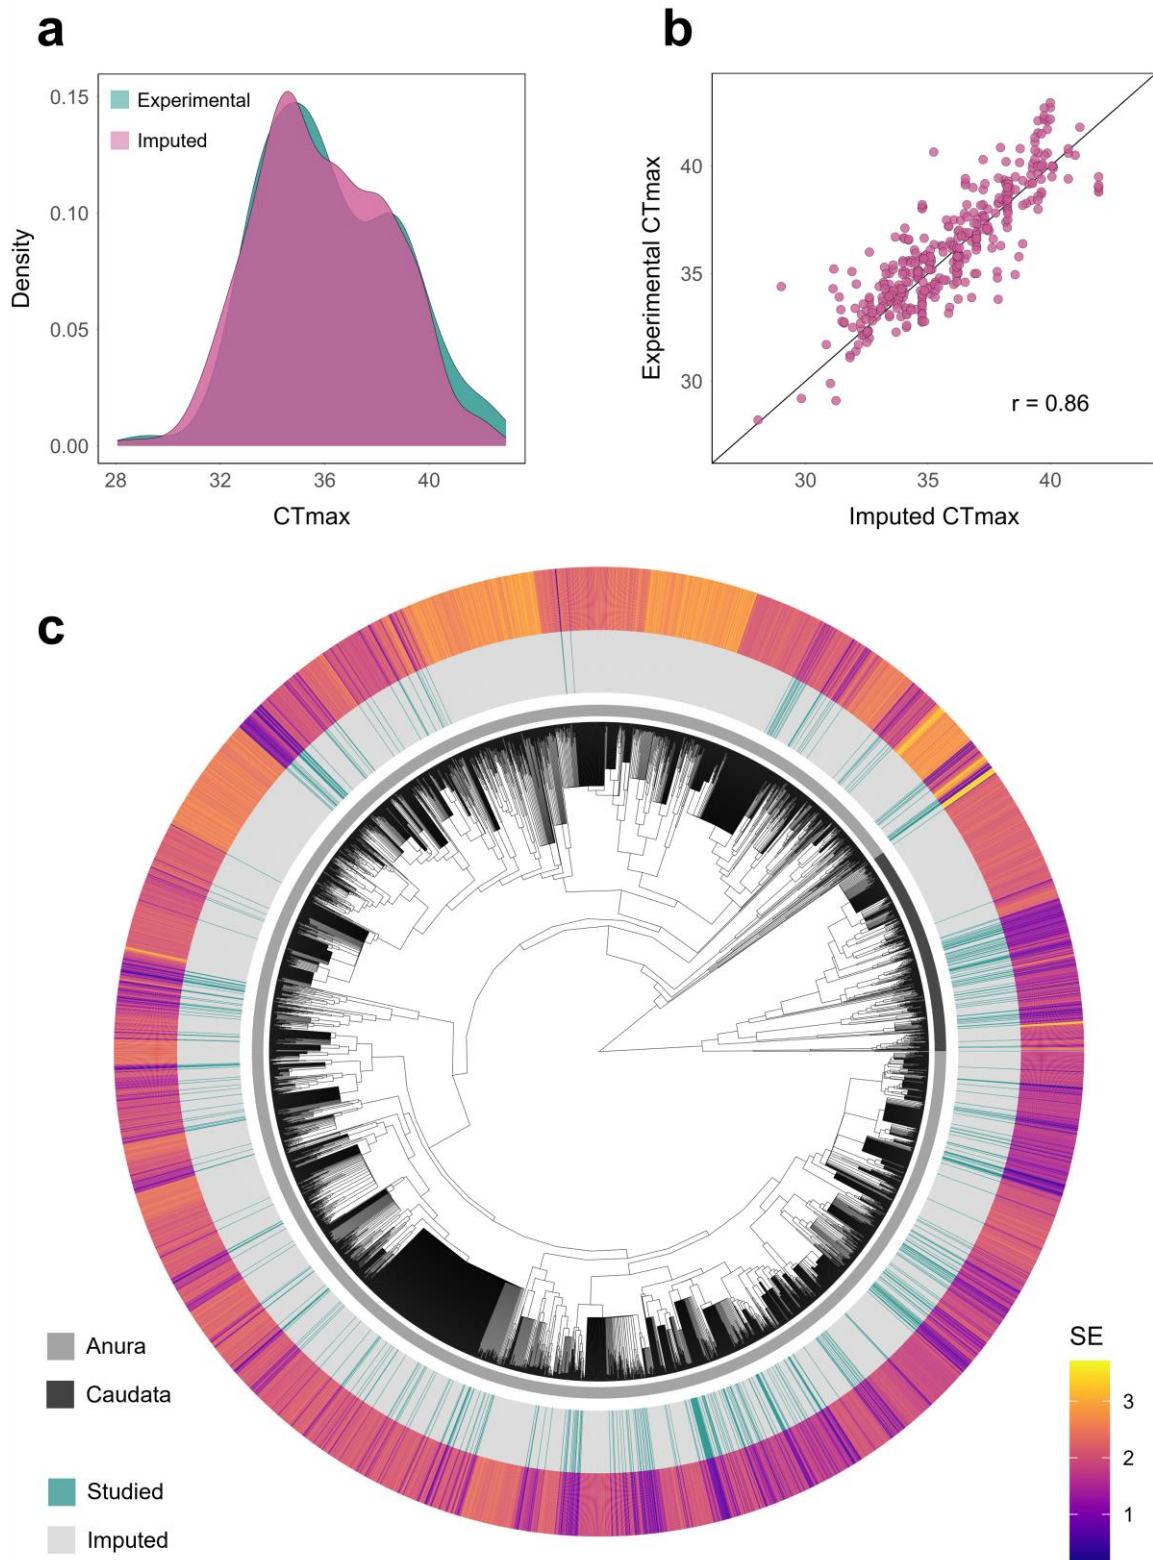 a
Experimental
Imputed
0.15
0.10
0.05
0.00
Density
28 32 36 40
CTmax
b
40
35
30
Experimental CTmax
r = 0.86
30 35 40
Imputed CTmax
c
Anura
Caudata
Studied
Imputed
SE
3
2
1